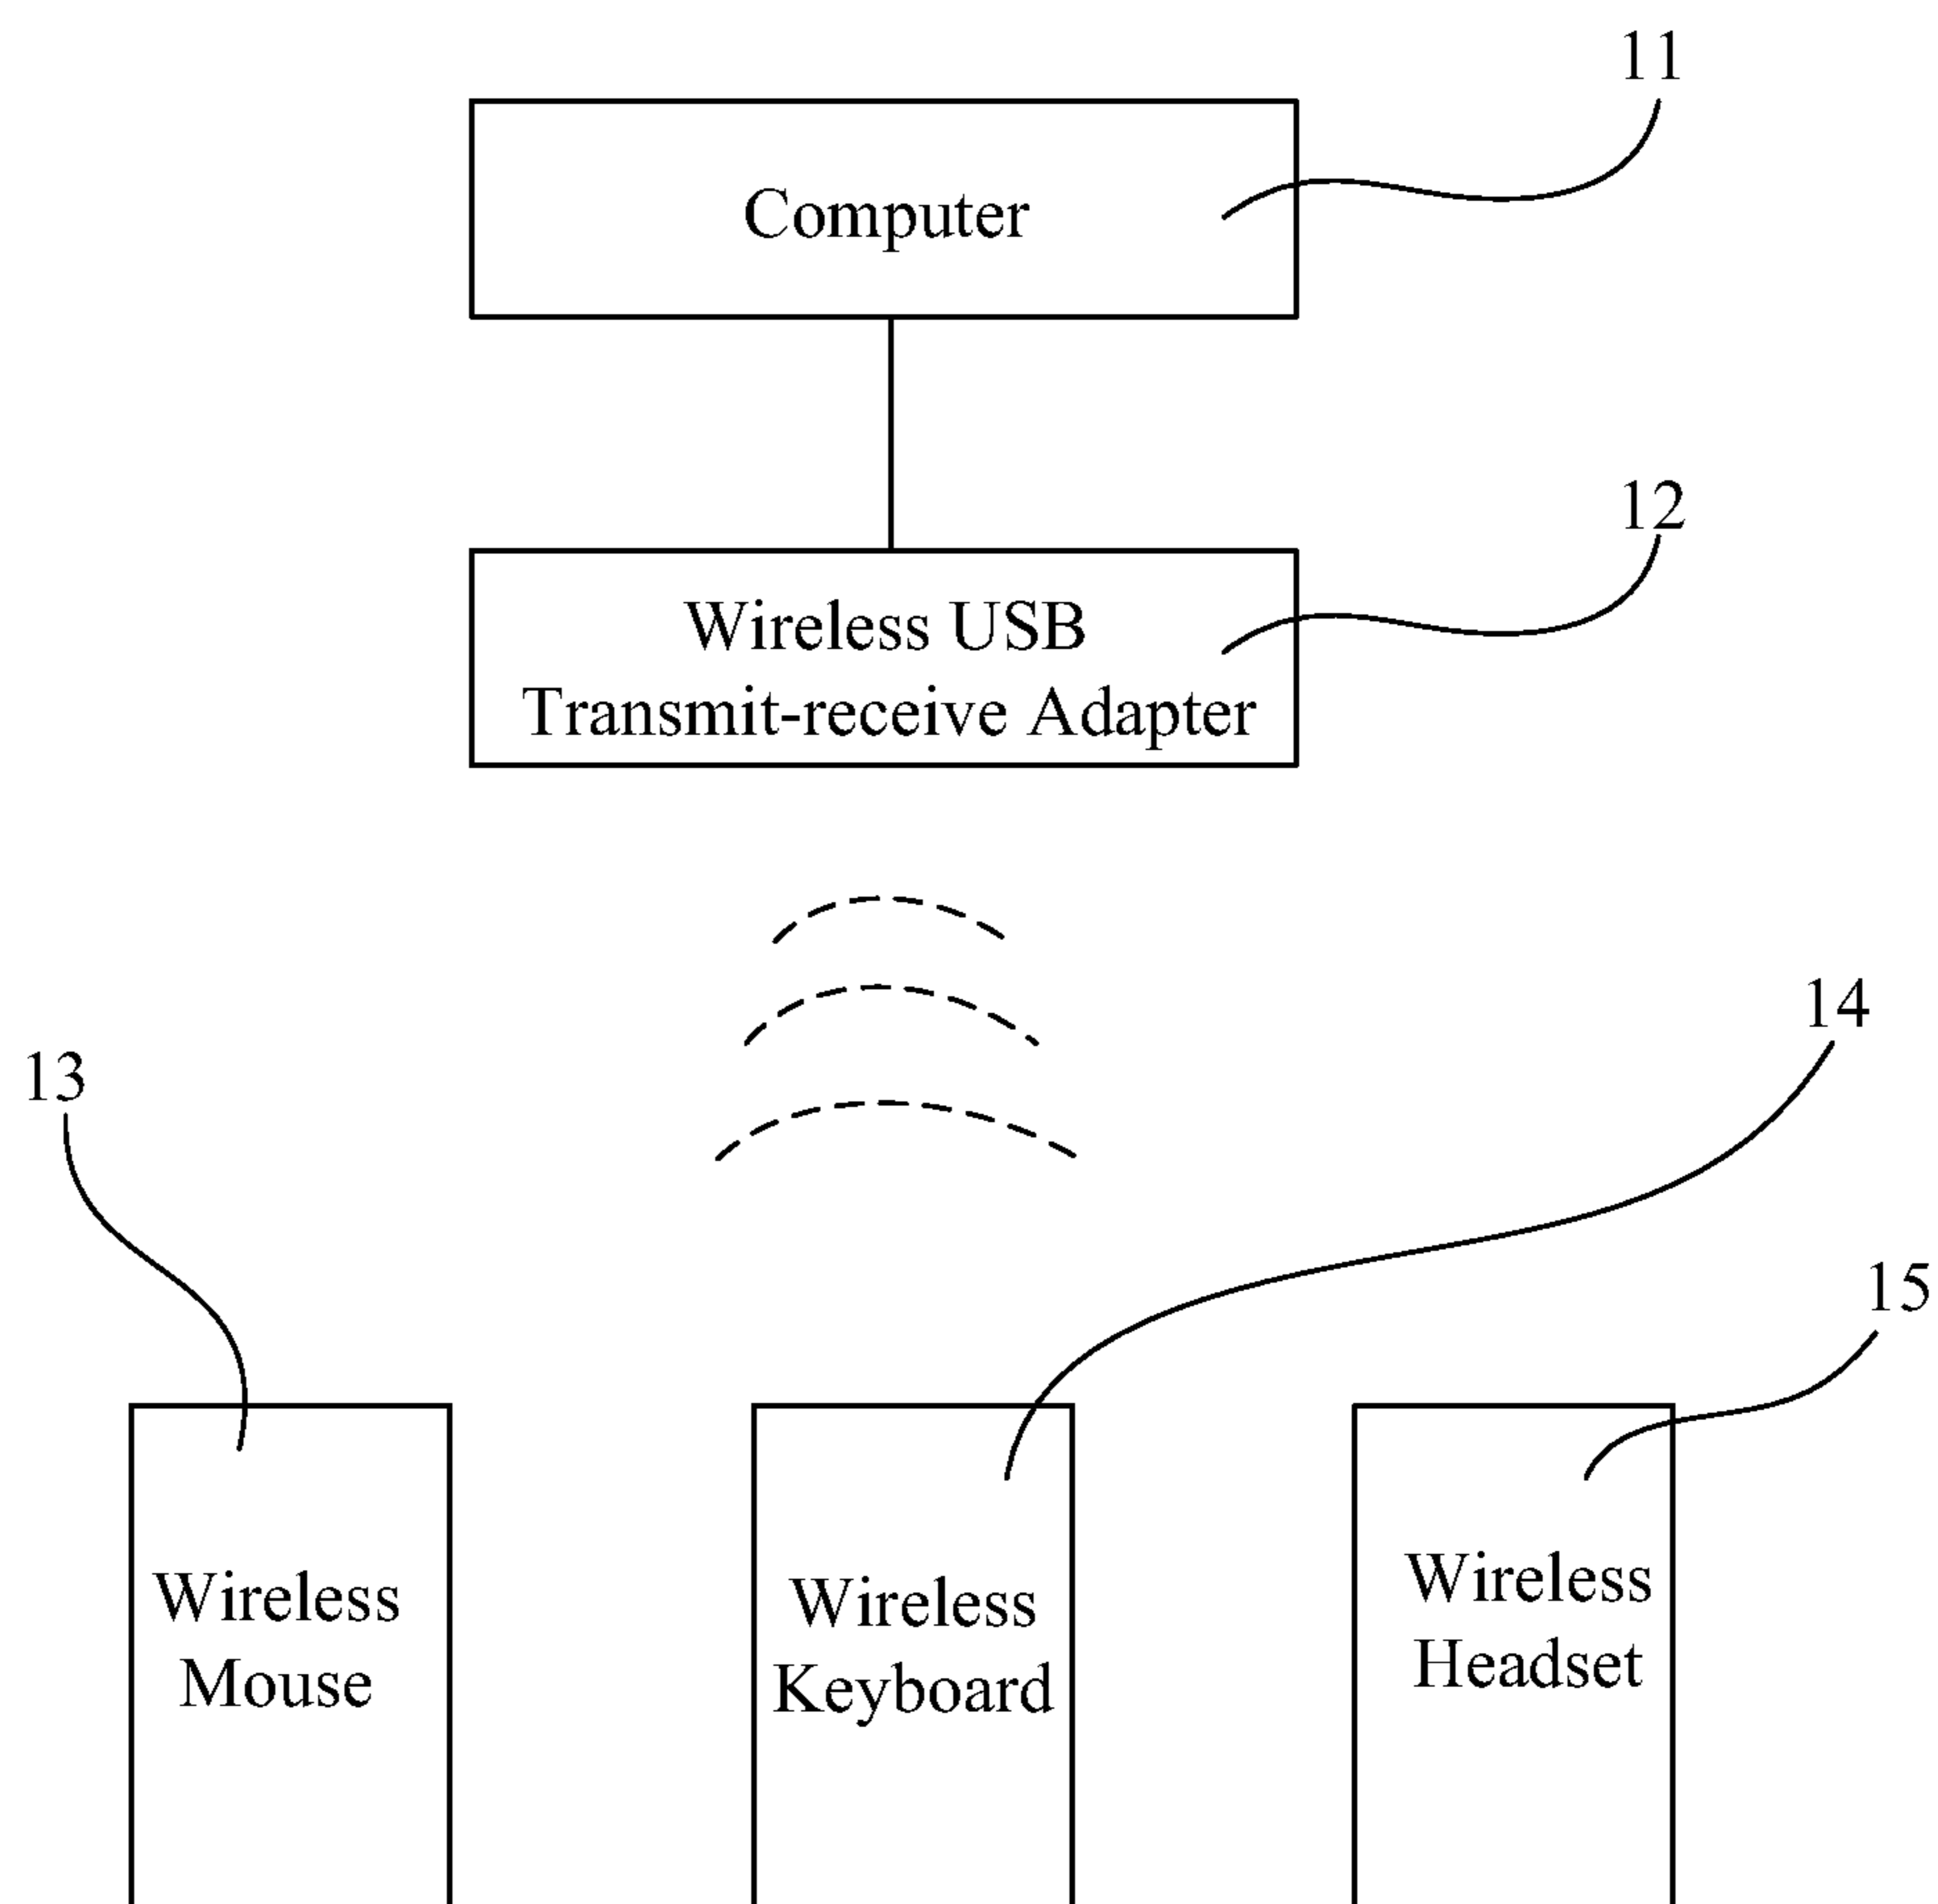 11
Computer
12
Wireless USB
Transmit-receive Adapter
14
13
15
Wireless
Mouse
Wireless
Keyboard
Wireless
Headset